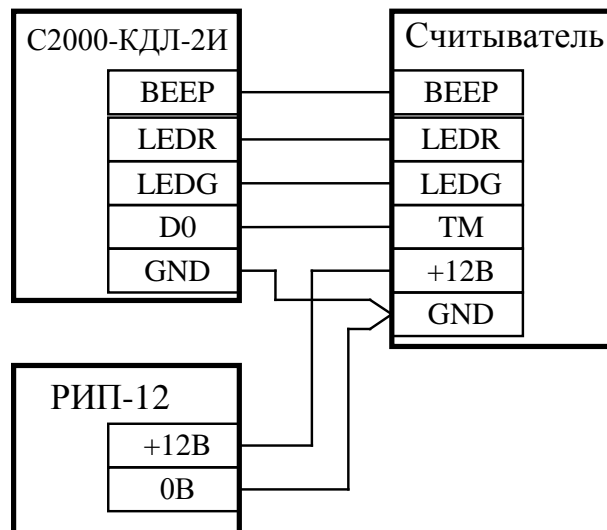 С2000-КДЛ-2И
BEEP
LEDR
LEDG
D0
GND
Считыватель
BEEP
LEDR
LEDG
TM
+12В
GND
РИП-12
+12В
0В